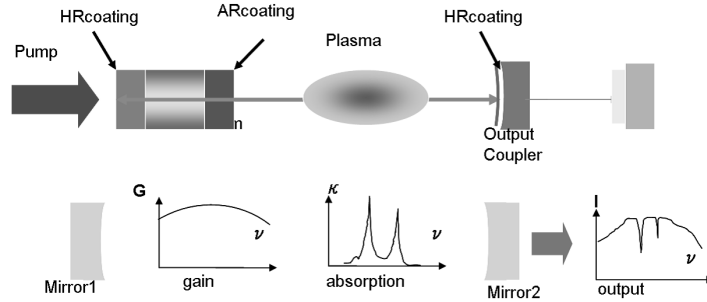 HRcoating
ARcoating
Plasma
HRcoating
Pump
Output
Coupler
G
κ
I
ν
ν
ν
Mirror1
gain
absorption
Mirror2
output